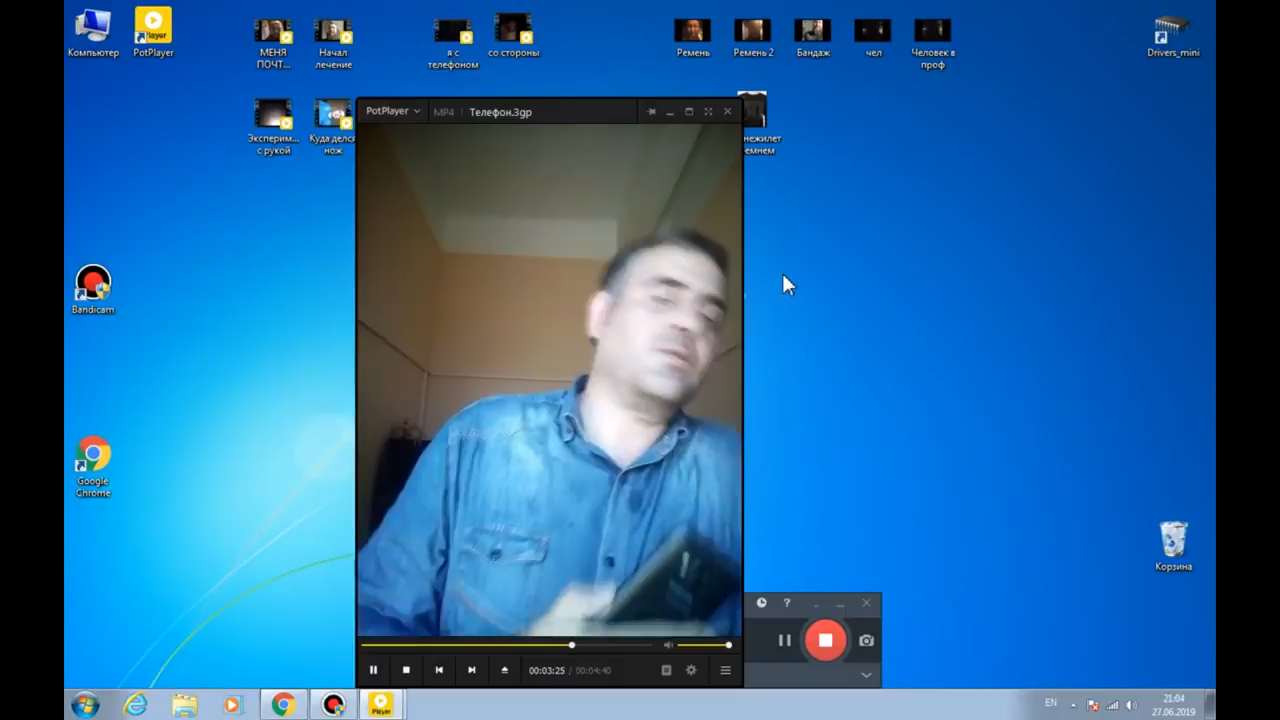 Компьютер
PotPlayer
МЕНЯ ПОЧТ...
Начал лечение
я с телефоном
со стороны
Ремень
Ремень 2
Бандаж
чел
Человек в проф
Drivers_mini
Эксперим... с рукой
Куда делся нож
PotPlayer
MP4
Телефон.3gp
Bandicam
Google Chrome
00:03:25 / 00:04:40
?
Корзина
Player
EN
21:04
27.06.2019